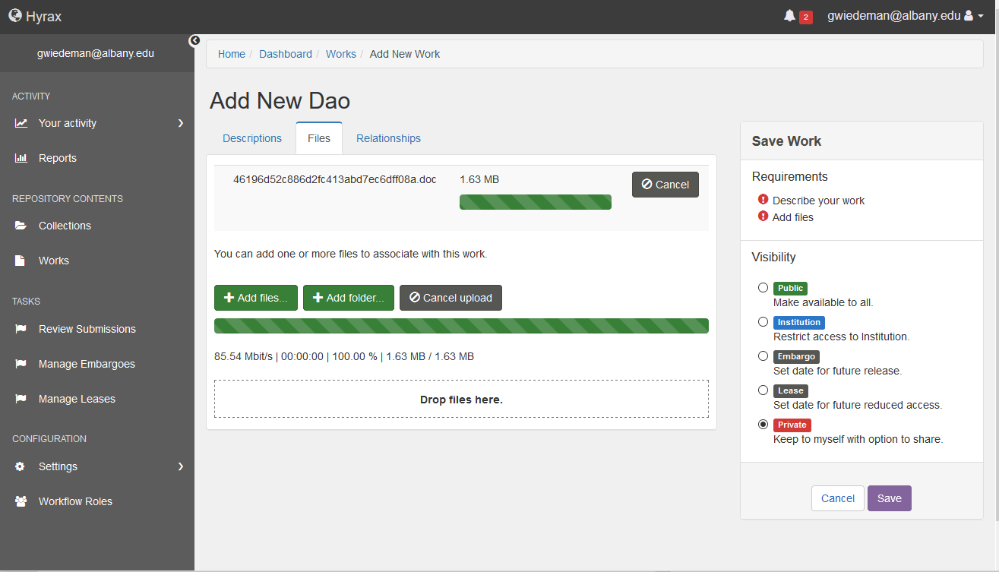 Hyrax
2
gwiedeman@albany.edu
gwiedeman@albany.edu
ACTIVITY
Your activity
Reports
REPOSITORY CONTENTS
Collections
Works
TASKS
Review Submissions
Manage Embargoes
Manage Leases
CONFIGURATION
Settings
Workflow Roles
Home / Dashboard / Works / Add New Work
Add New Dao
Descriptions
Files
Relationships
46196d52c886d2fc413abd7ec6dff08a.doc
1.63 MB
Cancel
You can add one or more files to associate with this work.
Add files...
Add folder...
Cancel upload
85.54 Mbit/s | 00:00:00 | 100.00 % | 1.63 MB / 1.63 MB
Drop files here.
Save Work
Requirements
Describe your work
Add files
Visibility
Public
Make available to all.
Institution
Restrict access to Institution.
Embargo
Set date for future release.
Lease
Set date for future reduced access.
Private
Keep to myself with option to share.
Cancel
Save